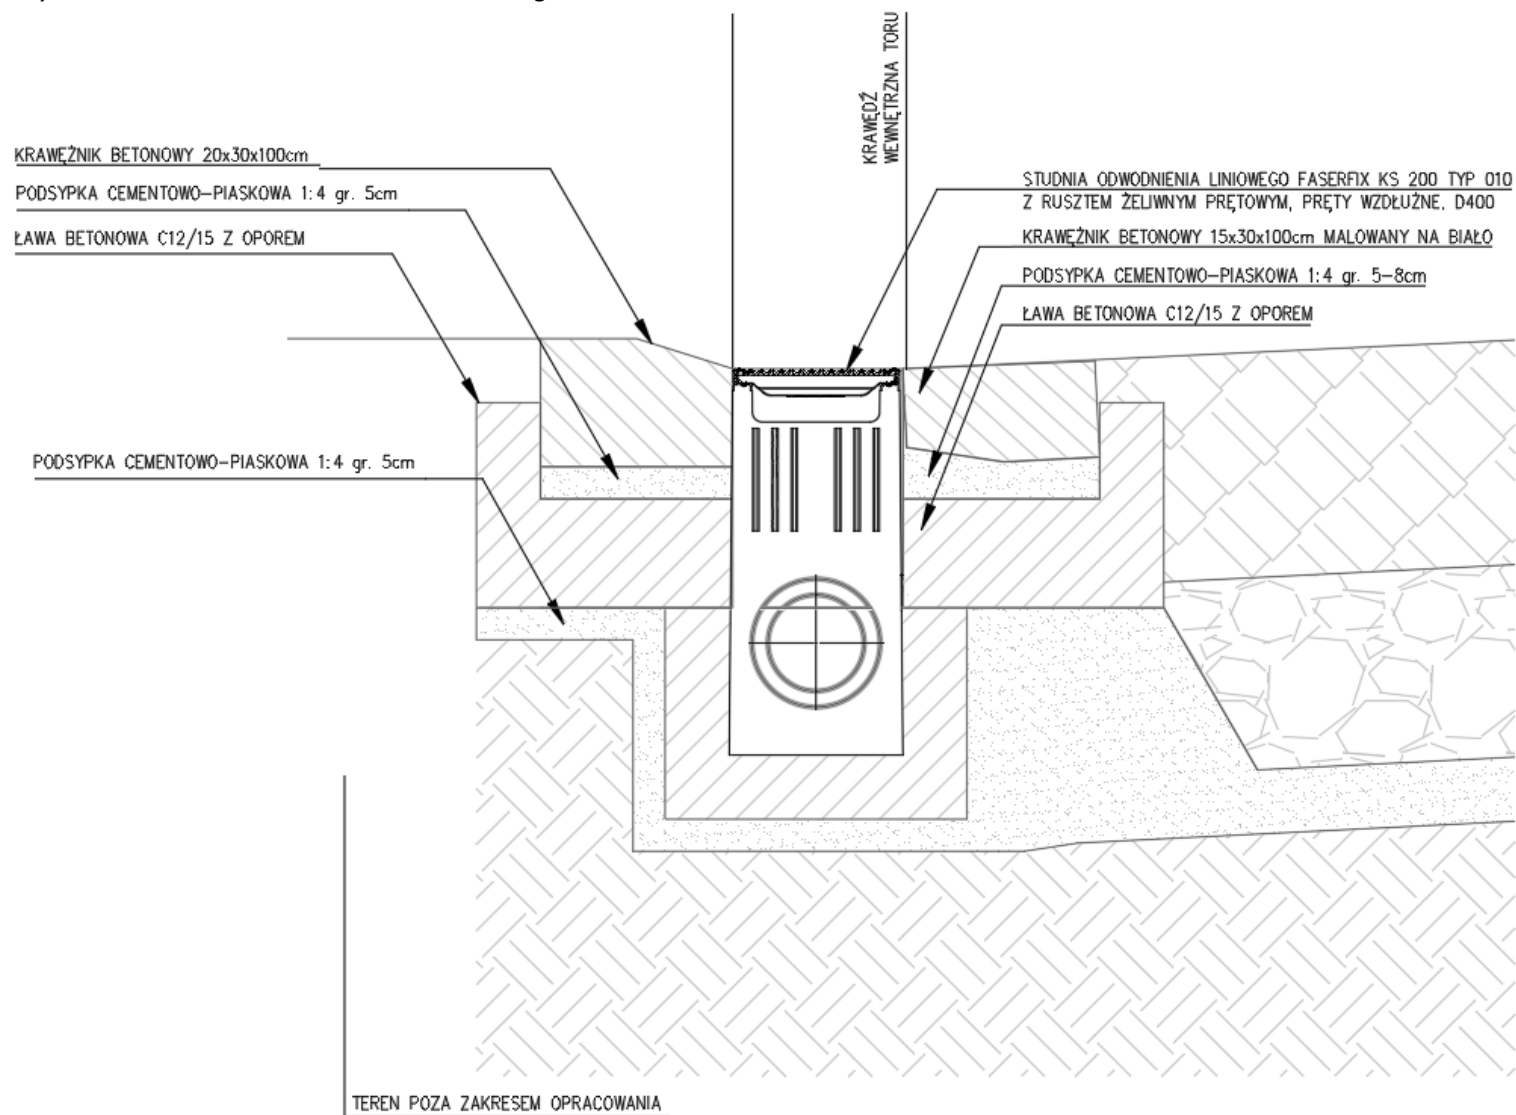 KRAWĘDŹ
WEWNĘTRZNA TORU
KRAWĘŻNIK BETONOWY 20x30x100cm
PODSYPKA CEMENTOWO-PIASKOWA 1:4 gr. 5cm
ŁAWA BETONOWA C12/15 Z OPOREM
PODSYPKA CEMENTOWO-PIASKOWA 1:4 gr. 5cm
STUDNIA ODWODNIENIA LINIOWEGO FASERFIX KS 200 TYP 010
Z RUSZTEM ŻELIWNYM PRĘTOWYM, PRĘTY WZDŁUŻNE, D400
KRAWĘŻNIK BETONOWY 15x30x100cm MALOWANY NA BIAŁO
PODSYPKA CEMENTOWO-PIASKOWA 1:4 gr. 5-8cm
ŁAWA BETONOWA C12/15 Z OPOREM
TEREN POZA ZAKRESEM OPRACOWANIA